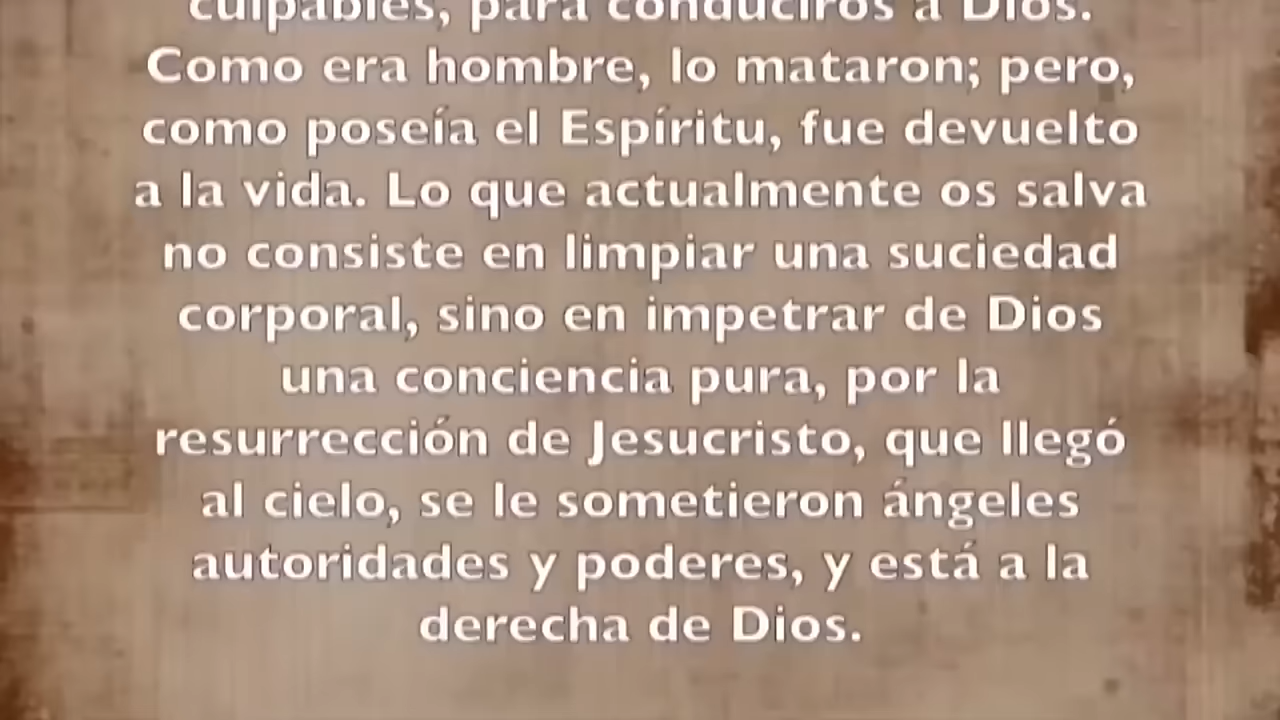 culpables, para conduciros a Dios.
Como era hombre, lo mataron; pero,
como poseía el Espíritu, fue devuelto
a la vida. Lo que actualmente os salva
no consiste en limpiar una suciedad
corporal, sino en impetrar de Dios
una conciencia pura, por la
resurrección de Jesucristo, que llegó
al cielo, se le sometieron ángeles
autoridades y poderes, y está a la
derecha de Dios.